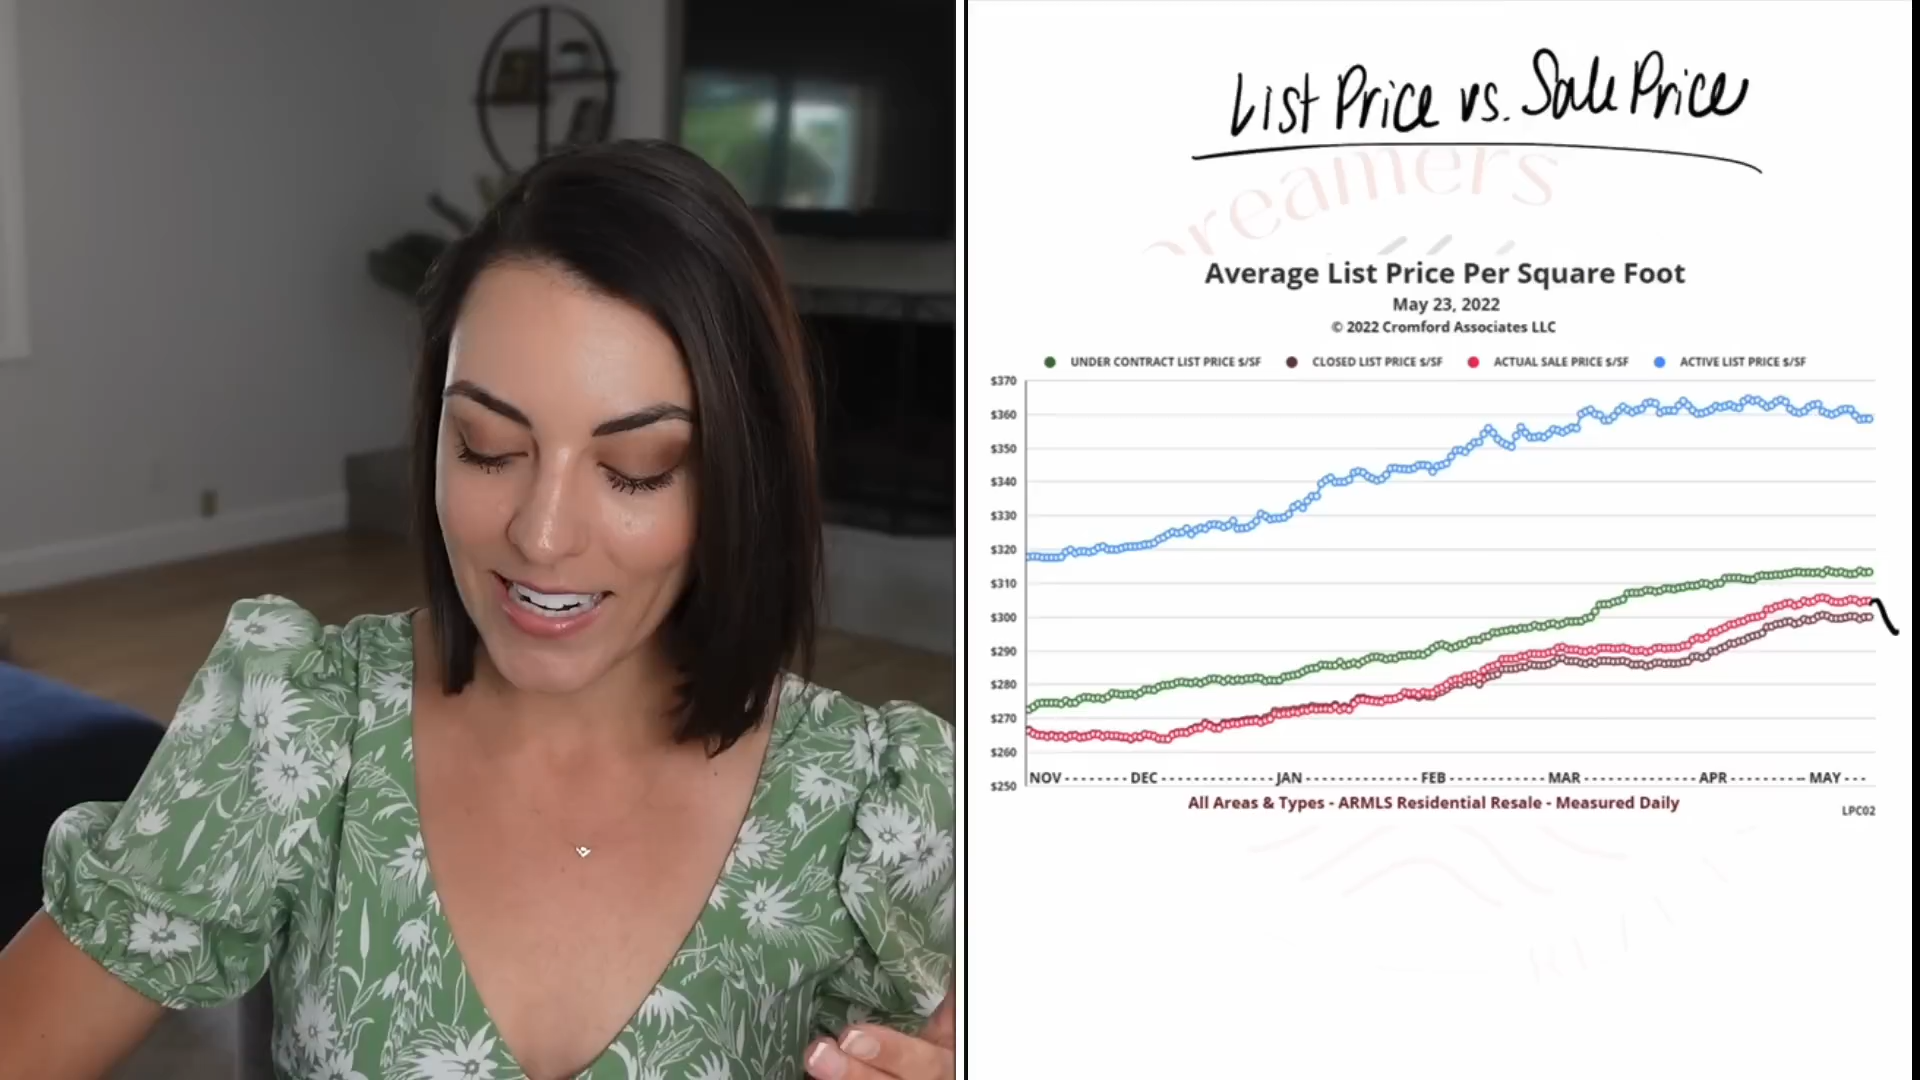 List Price vs. Sale Price
reamers
Average List Price Per Square Foot
May 23, 2022
© 2022 Cromford Associates LLC
UNDER CONTRACT LIST PRICE $/SF CLOSED LIST PRICE $/SF ACTUAL SALE PRICE $/SF ACTIVE LIST PRICE $/SF
$370
$360
$350
$340
$330
$320
$310
$300
$290
$280
$270
$260
$250
NOV DEC JAN FEB MAR APR MAY
All Areas & Types - ARMLS Residential Resale - Measured Daily
LPC02